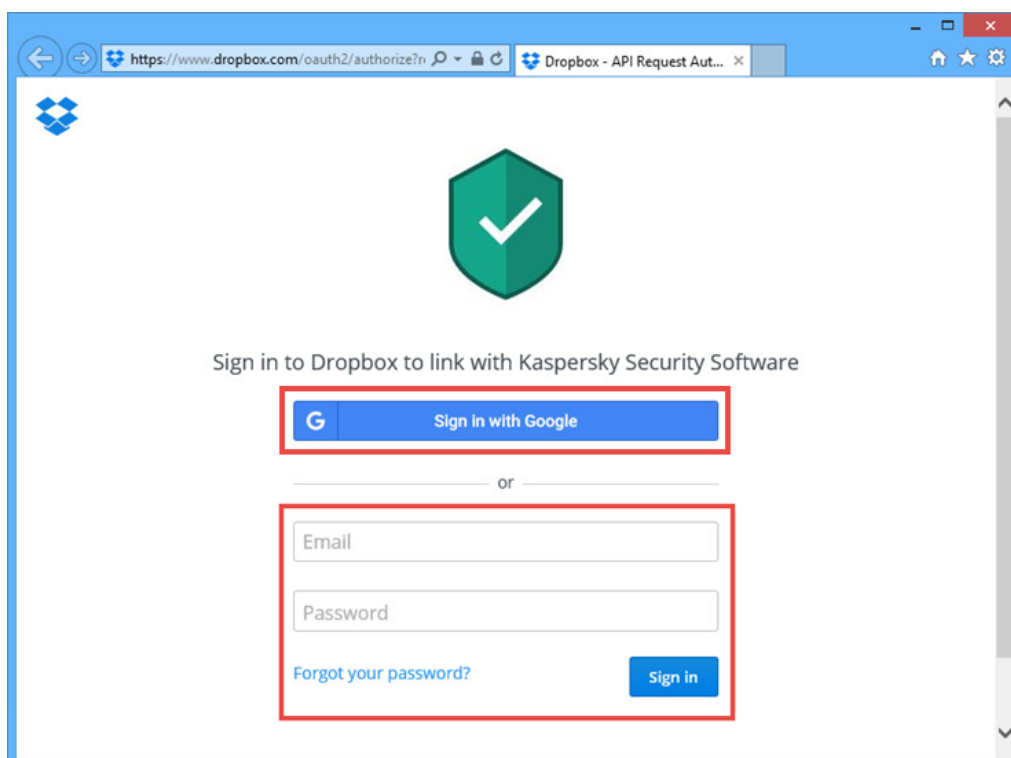 https://www.dropbox.com/oauth2/authorize?r
Dropbox - API Request Aut...
Sign in to Dropbox to link with Kaspersky Security Software
G
Sign in with Google
or
Email
Password
Forgot your password?
Sign in